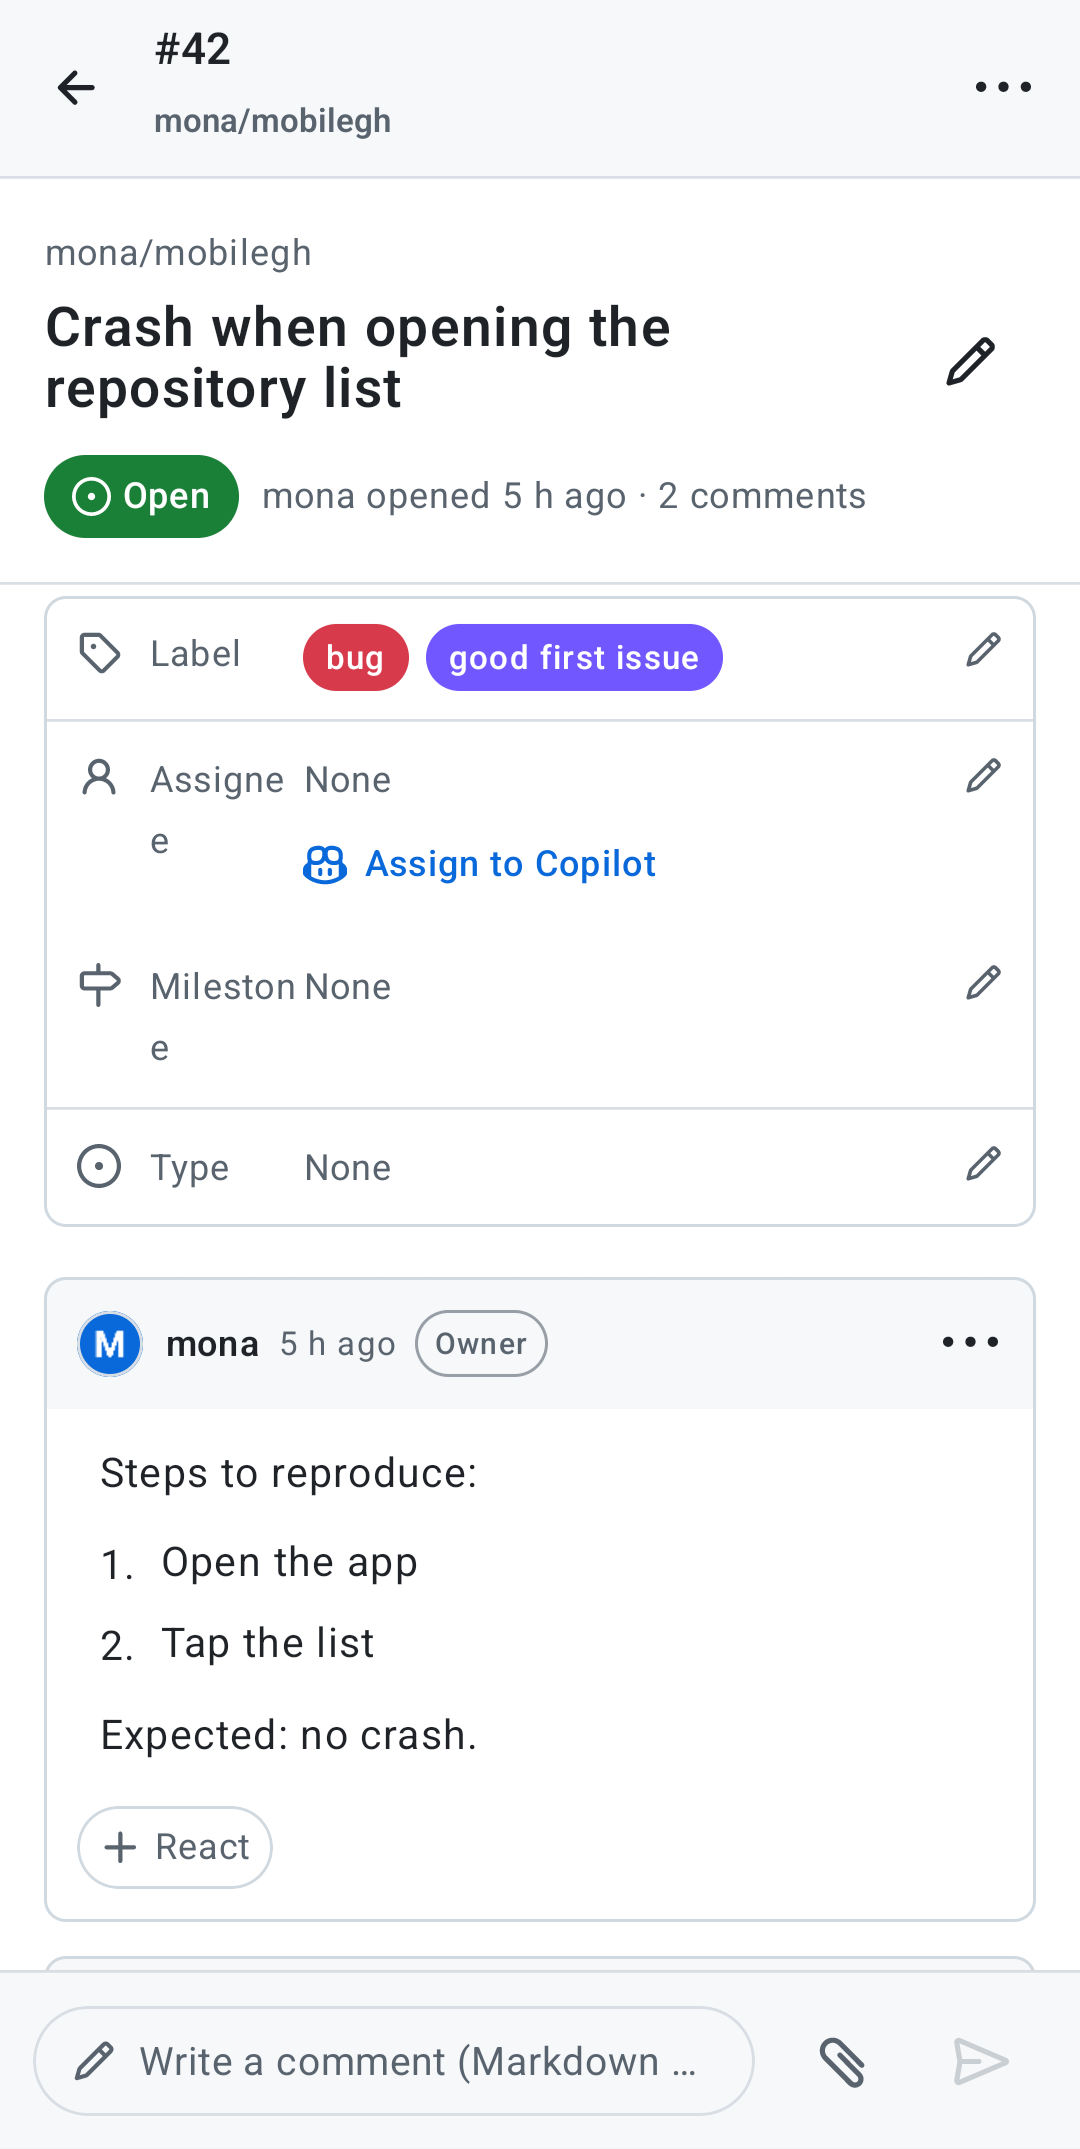 #42
mona/mobilegh
mona/mobilegh
Crash when opening the
repository list
Open
mona opened 5 h ago · 2 comments
Label
bug
good first issue
Assigne
e
None
Assign to Copilot
Mileston
e
None
Type
None
M
mona
5 h ago
Owner
Steps to reproduce:
1. Open the app
2. Tap the list
Expected: no crash.
React
Write a comment (Markdown …